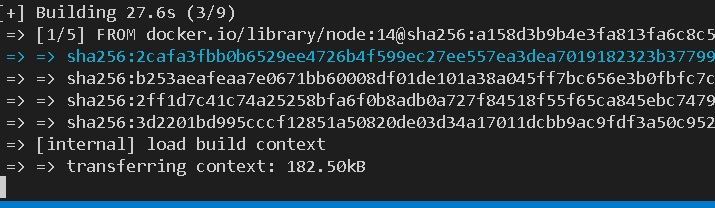 [+] Building 27.6s (3/9)
=> [1/5] FROM docker.io/library/node:14@sha256:a158d3b9b4e3fa813fa6c8c5
=> => sha256:2cafa3fbb0b6529ee4726b4f599ec27ee557ea3dea7019182323b37799
=> => sha256:b253aeafeaa7e0671bb60008df01de101a38a045ff7bc656e3b0fbfc7c
=> => sha256:2ff1d7c41c74a25258bfa6f0b8adb0a727f84518f55f65ca845ebc7479
=> => sha256:3d2201bd995cccf12851a50820de03d34a17011dcbb9ac9fdf3a50c952
=> [internal] load build context
=> => transferring context: 182.50kB